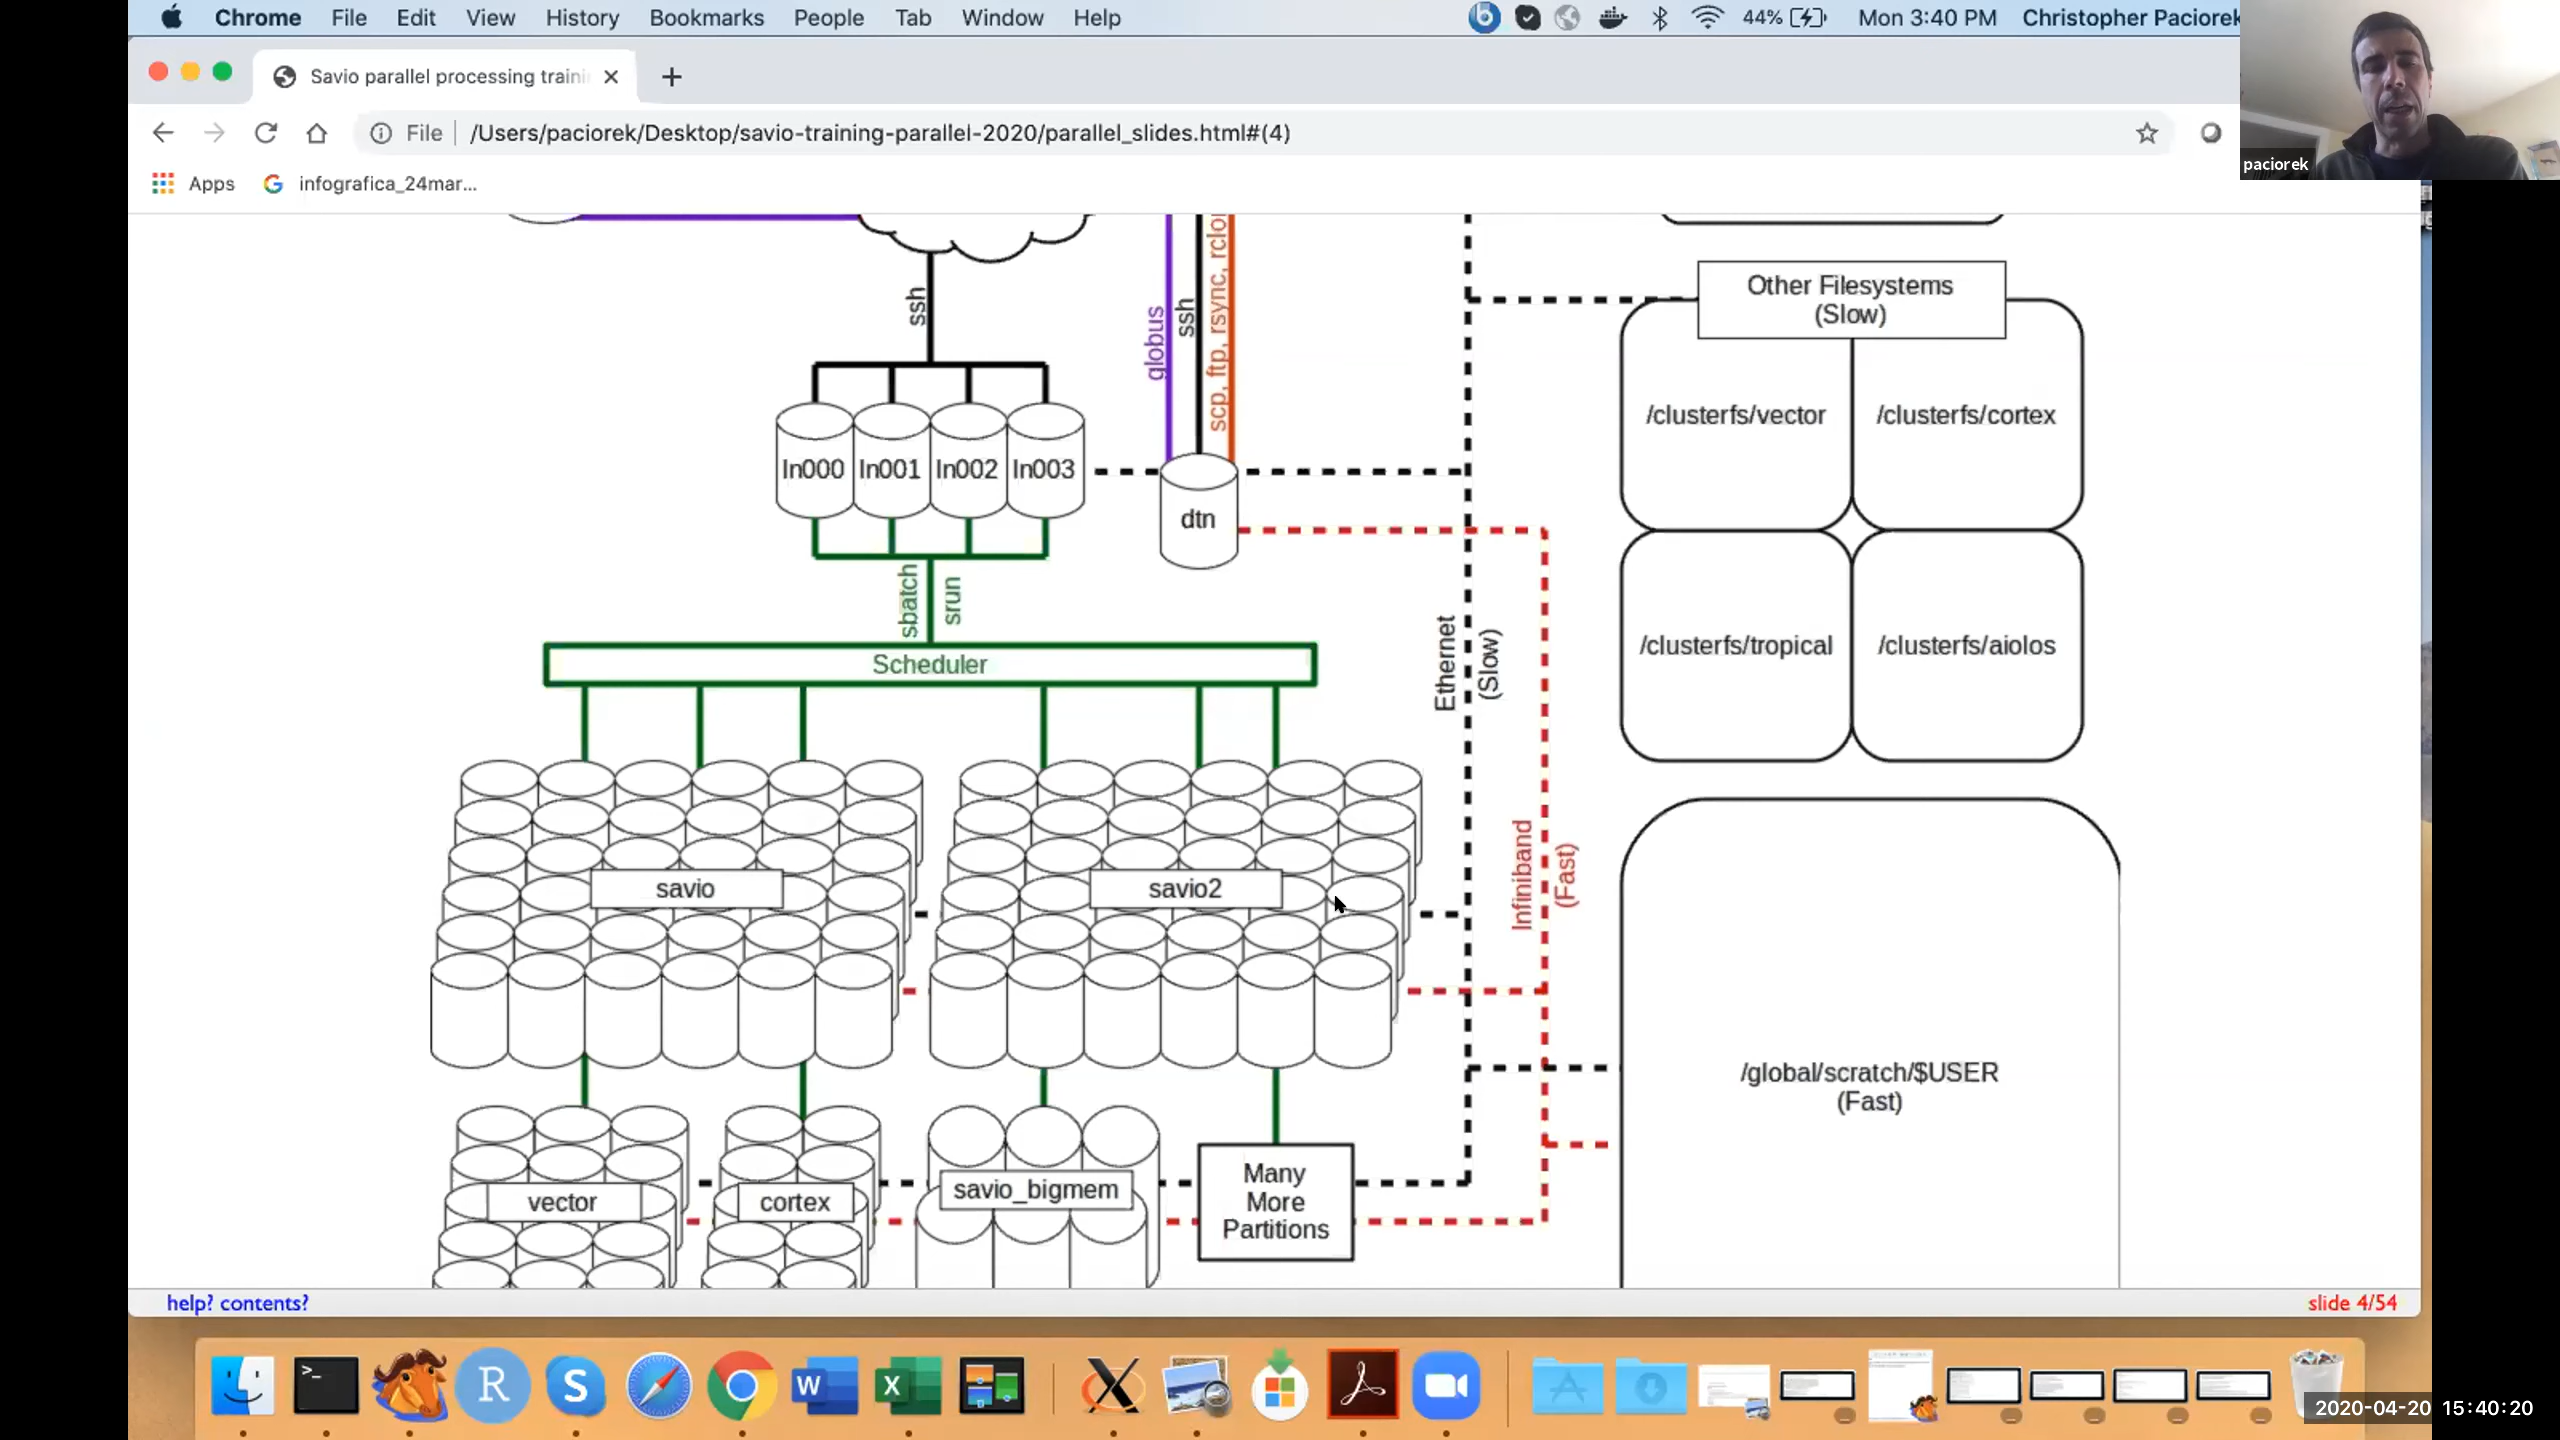 Chrome File Edit View History Bookmarks People Tab Window Help
44% Mon 3:40 PM Christopher Paciorek
Savio parallel processing traini
File /Users/paciorek/Desktop/savio-training-parallel-2020/parallel_slides.html#(4)
paciorek
Apps infografica_24mar...
ssh
globus
ssh
scp, ftp, rsync, rclo
Other Filesystems
(Slow)
/clusterfs/vector
/clusterfs/cortex
ln000 ln001 ln002 ln003
dtn
sbatch
srun
Scheduler
Ethernet
(Slow)
/clusterfs/tropical
/clusterfs/aiolos
savio
savio2
Infiniband
(Fast)
/global/scratch/$USER
(Fast)
vector
cortex
savio_bigmem
Many
More
Partitions
help? contents?
slide 4/54
2020-04-20 15:40:20